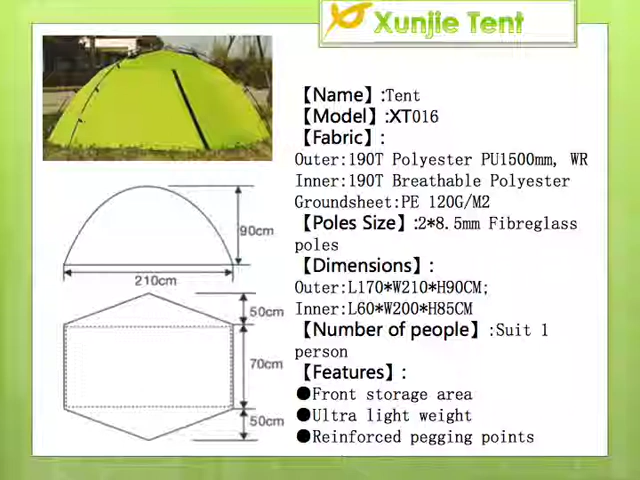 Xunjie Tent
【Name】:Tent
【Model】:XT016
【Fabric】:
Outer:190T Polyester PU1500mm, WR
Inner:190T Breathable Polyester
Groundsheet:PE 120G/M2
【Poles Size】:2*8.5mm Fibreglass
poles
【Dimensions】:
Outer:L170*W210*H90CM;
Inner:L60*W200*H85CM
【Number of people】:Suit 1
person
【Features】:
●Front storage area
●Ultra light weight
●Reinforced pegging points
90cm
210cm
50cm
70cm
50cm